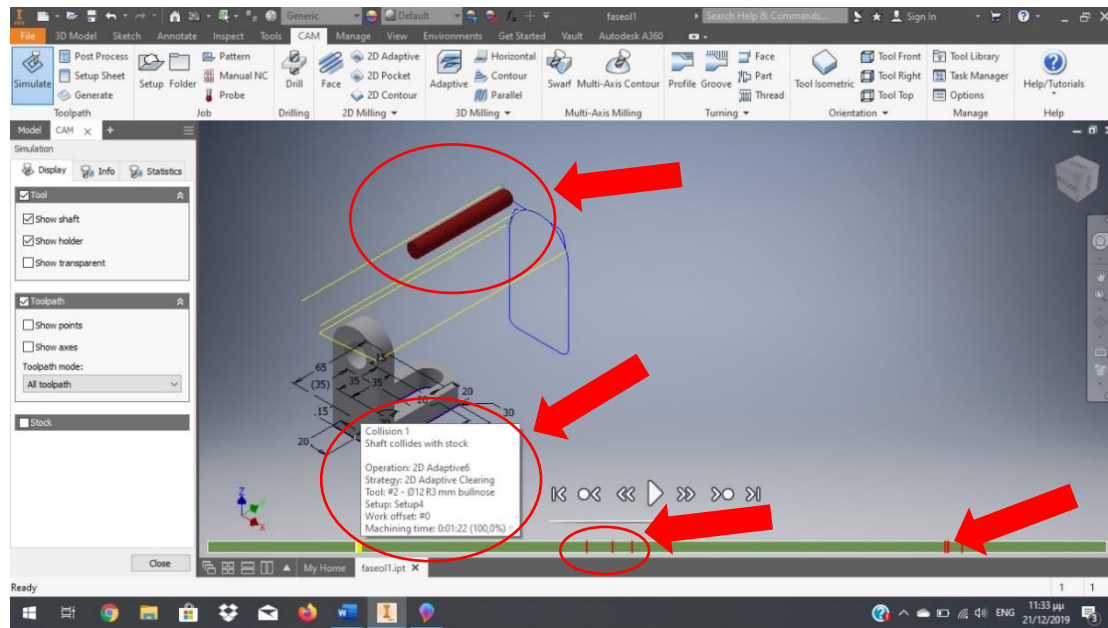 Generic
Default
faseol1
Search Help & Commands...
Sign In
File 3D Model Sketch Annotate Inspect Tools CAM Manage View Environments Get Started Vault Autodesk A360
Simulate
Post Process
Setup Sheet
Generate
Toolpath
Setup
Folder
Pattern
Manual NC
Probe
Job
Drill
Drilling
Face
2D Adaptive
2D Pocket
2D Contour
2D Milling
Adaptive
Horizontal
Contour
Parallel
3D Milling
Swarf
Multi-Axis Contour
Multi-Axis Milling
Profile
Groove
Face
Part
Thread
Turning
Tool Isometric
Tool Front
Tool Right
Tool Top
Orientation
Tool Library
Task Manager
Options
Manage
Help/Tutorials
Help
Model CAM
Simulation
Display Info Statistics
Tool
Show shaft
Show holder
Show transparent
Toolpath
Show points
Show axes
Toolpath mode:
All toolpath
Stock
Close
65
15
(35)
35
35
20
20
15
30
20
Collision 1
Shaft collides with stock
Operation: 2D Adaptive6
Strategy: 2D Adaptive Clearing
Tool: #2 - Ø12 R3 mm bullnose
Setup: Setup4
Work offset: #0
Machining time: 0:01:22 (100,0%)
My Home faseol1.ipt
Ready
1 1
ENG
11:33 μμ
21/12/2019